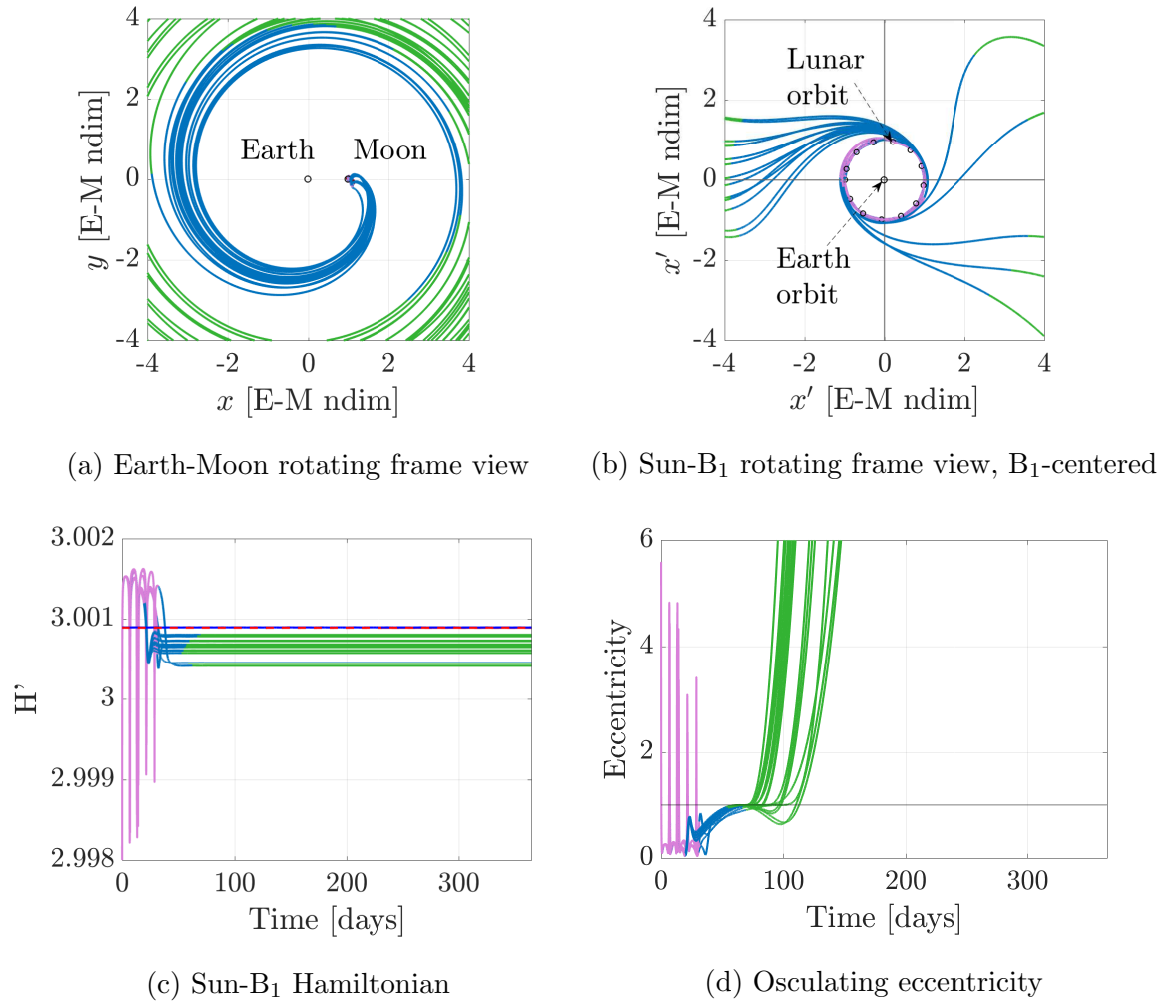 4
2
0
-2
-4
-4
-2
0
2
4
y [E-M ndim]
x [E-M ndim]
Earth
Moon
(a) Earth-Moon rotating frame view
4
2
0
-2
-4
-4
-2
0
2
4
x′ [E-M ndim]
x′ [E-M ndim]
Lunar
orbit
Earth
orbit
(b) Sun-B₁ rotating frame view, B₁-centered
3.002
3.001
3
2.999
2.998
0
100
200
300
H'
Time [days]
(c) Sun-B₁ Hamiltonian
6
4
2
0
0
100
200
300
Eccentricity
Time [days]
(d) Osculating eccentricity